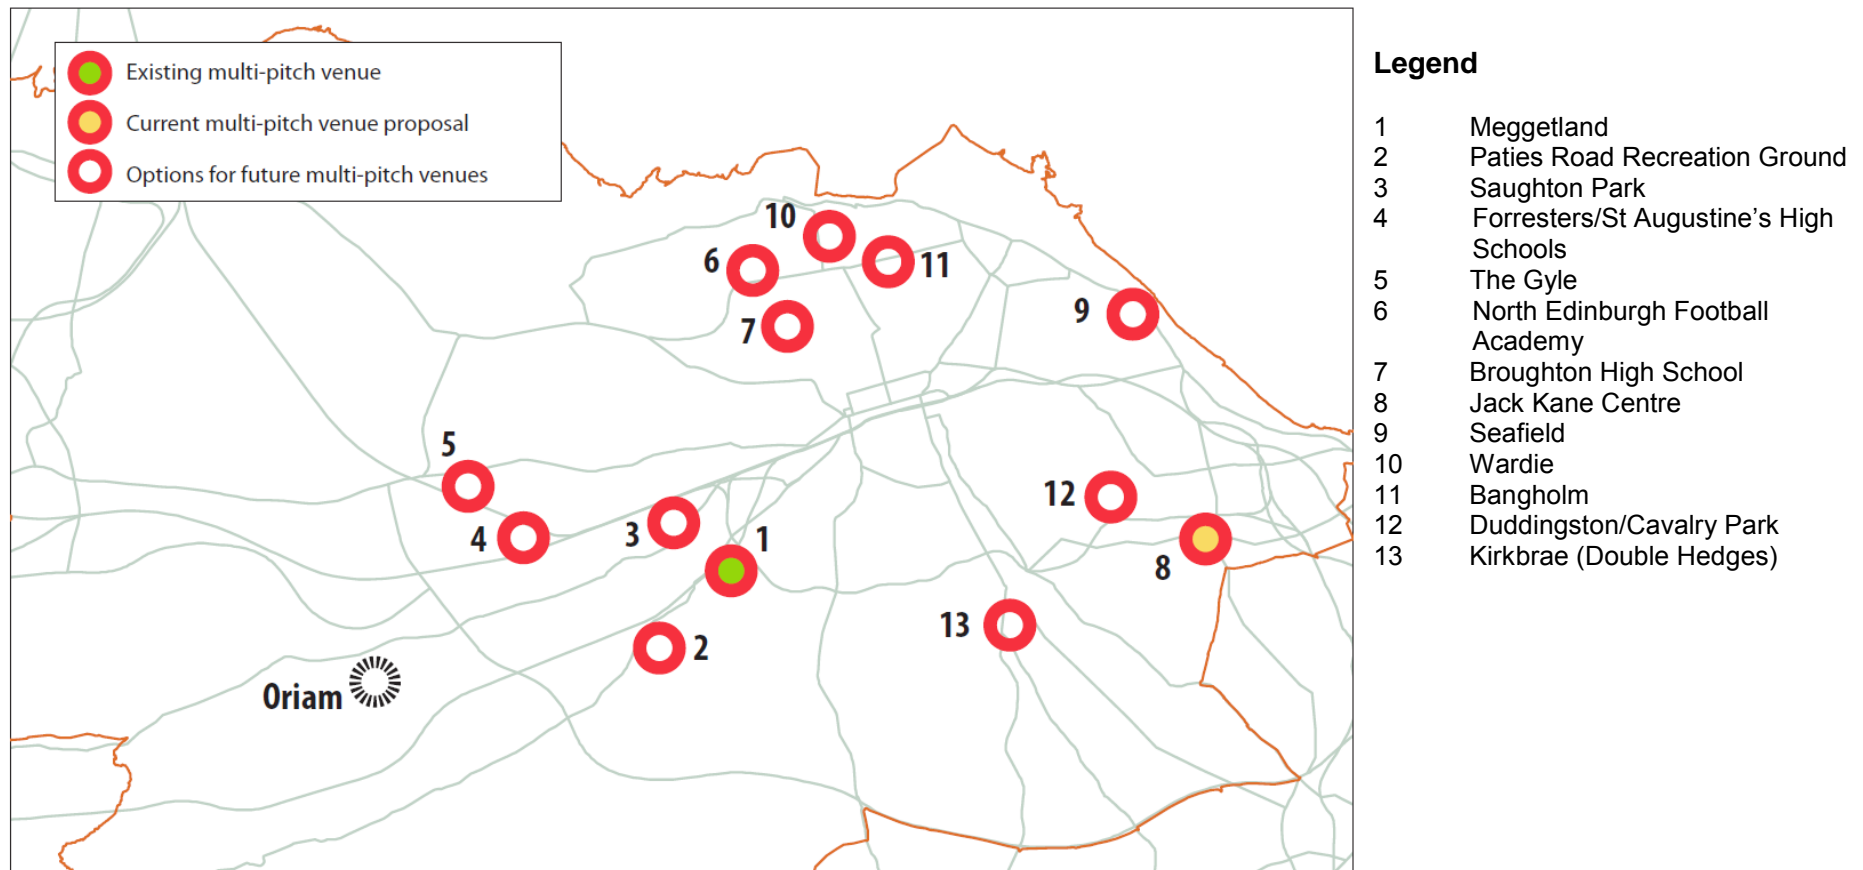 Existing multi-pitch venue
Current multi-pitch venue proposal
Options for future multi-pitch venues
10
6
11
7
9
5
4
3
1
12
8
2
13
Oriam
Legend
1 Meggetland
2 Paties Road Recreation Ground
3 Saughton Park
4 Forresters/St Augustine’s High
Schools
5 The Gyle
6 North Edinburgh Football
Academy
7 Broughton High School
8 Jack Kane Centre
9 Seafield
10 Wardie
11 Bangholm
12 Duddingston/Cavalry Park
13 Kirkbrae (Double Hedges)